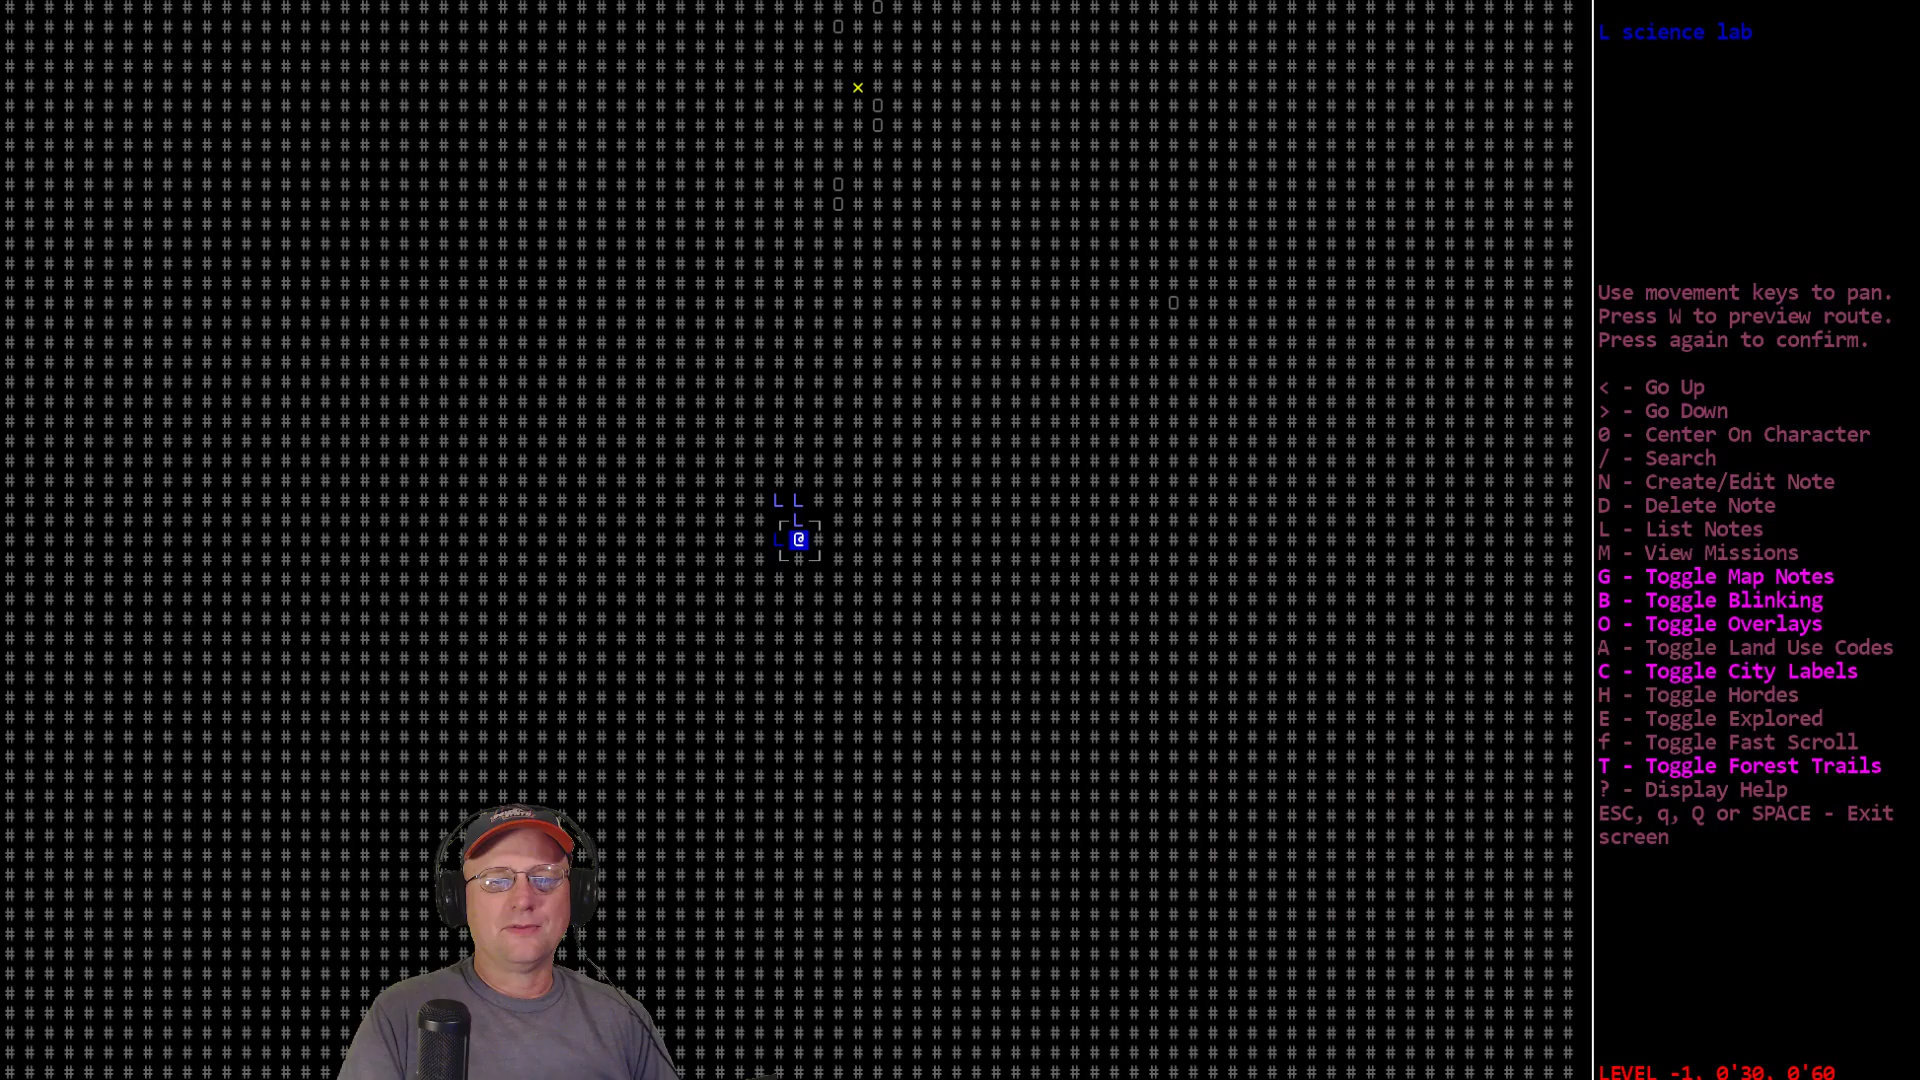 L science lab
Use movement keys to pan.
Press W to preview route.
Press again to confirm.
< - Go Up
> - Go Down
0 - Center On Character
/ - Search
N - Create/Edit Note
D - Delete Note
L - List Notes
M - View Missions
G - Toggle Map Notes
B - Toggle Blinking
O - Toggle Overlays
A - Toggle Land Use Codes
C - Toggle City Labels
H - Toggle Hordes
E - Toggle Explored
f - Toggle Fast Scroll
T - Toggle Forest Trails
? - Display Help
ESC, q, Q or SPACE - Exit
screen
LEVEL -1, 0'30, 0'60
L L
L
L @